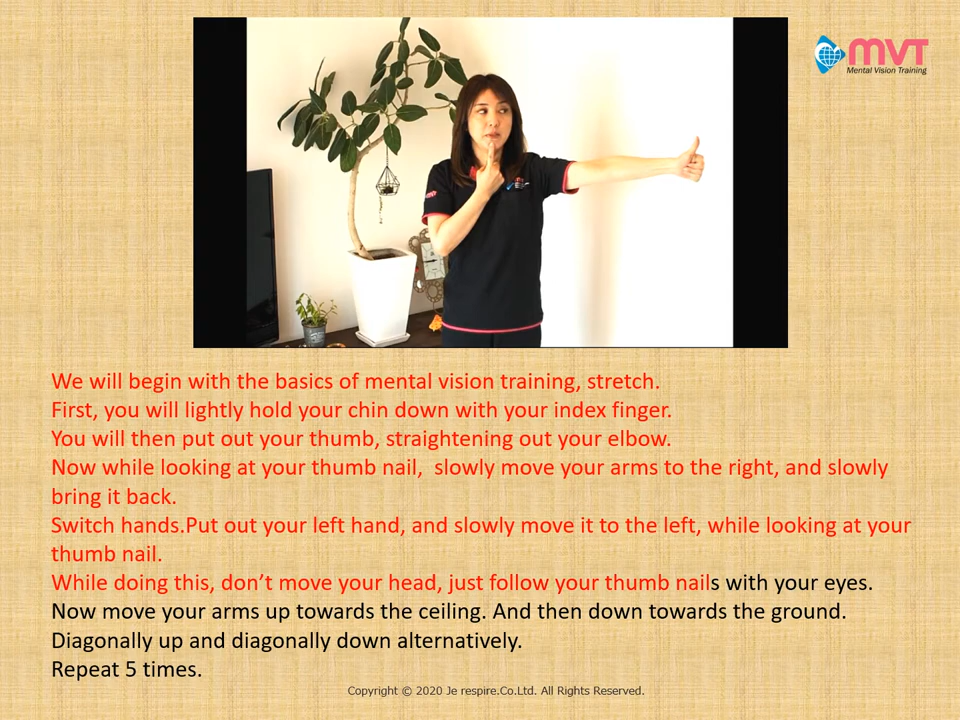 MVT
Mental Vision Training
We will begin with the basics of mental vision training, stretch.
First, you will lightly hold your chin down with your index finger.
You will then put out your thumb, straightening out your elbow.
Now while looking at your thumb nail,  slowly move your arms to the right, and slowly
bring it back.
Switch hands.Put out your left hand, and slowly move it to the left, while looking at your
thumb nail.
While doing this, don’t move your head, just follow your thumb nails with your eyes.
Now move your arms up towards the ceiling. And then down towards the ground.
Diagonally up and diagonally down alternatively.
Repeat 5 times.
Copyright © 2020 Je respire.Co.Ltd. All Rights Reserved.